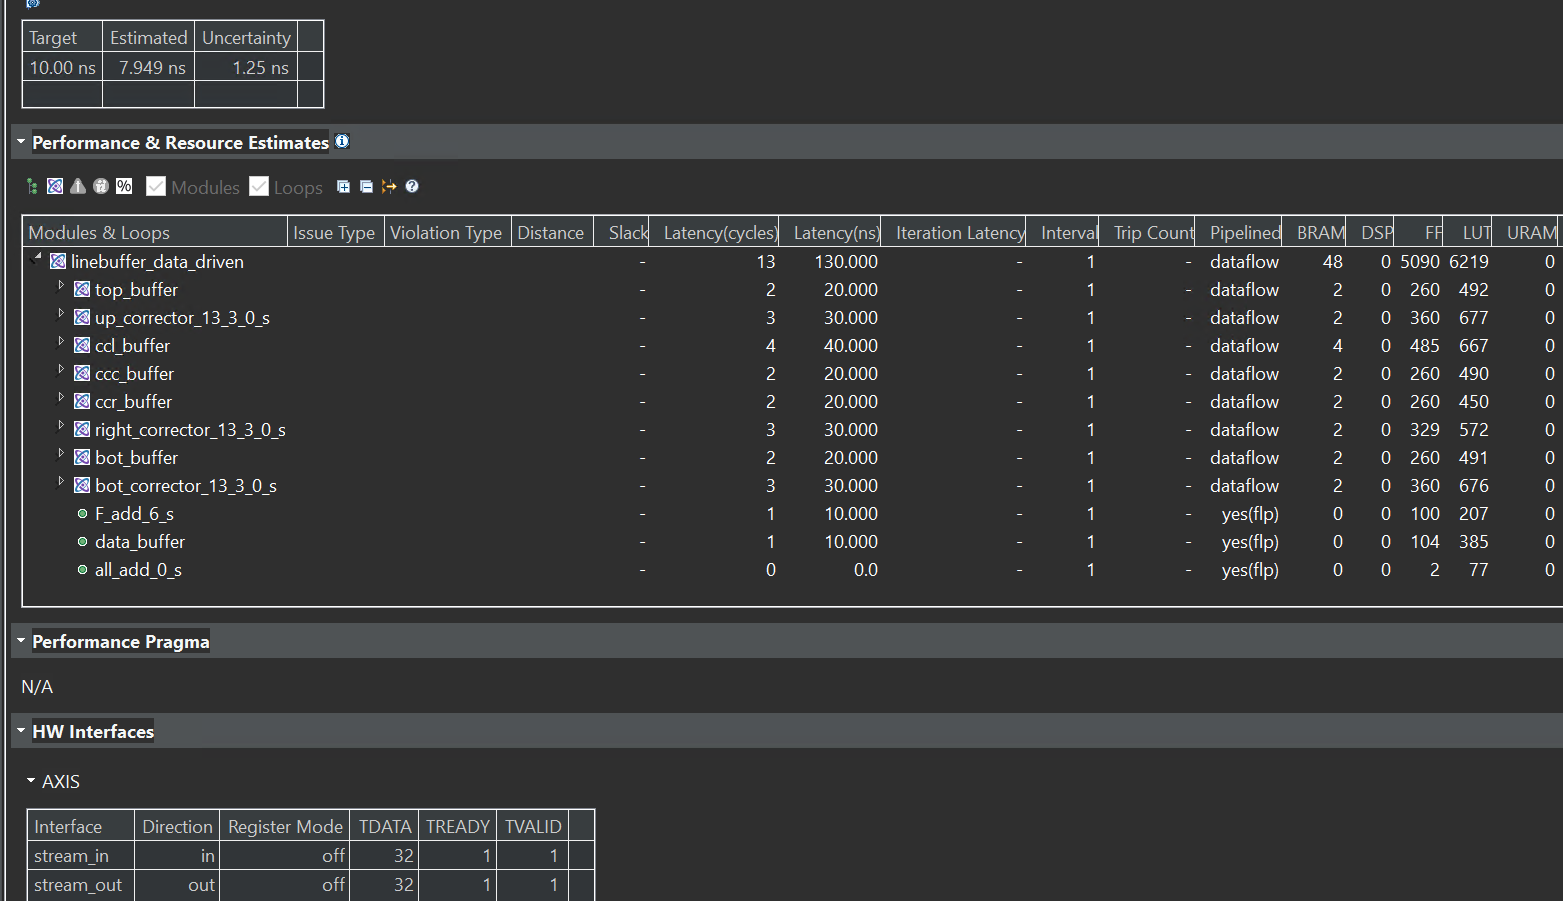 Target Estimated Uncertainty
10.00 ns 7.949 ns 1.25 ns
Performance & Resource Estimates
% Modules Loops
Modules & Loops Issue Type Violation Type Distance Slack Latency(cycles) Latency(ns) Iteration Latency Interval Trip Count Pipelined BRAM DSP FF LUT URAM
linebuffer_data_driven - 13 130.000 - 1 - dataflow 48 0 5090 6219 0
top_buffer - 2 20.000 - 1 - dataflow 2 0 260 492 0
up_corrector_13_3_0_s - 3 30.000 - 1 - dataflow 2 0 360 677 0
ccl_buffer - 4 40.000 - 1 - dataflow 4 0 485 667 0
ccc_buffer - 2 20.000 - 1 - dataflow 2 0 260 490 0
ccr_buffer - 2 20.000 - 1 - dataflow 2 0 260 450 0
right_corrector_13_3_0_s - 3 30.000 - 1 - dataflow 2 0 329 572 0
bot_buffer - 2 20.000 - 1 - dataflow 2 0 260 491 0
bot_corrector_13_3_0_s - 3 30.000 - 1 - dataflow 2 0 360 676 0
F_add_6_s - 1 10.000 - 1 - yes(flp) 0 0 100 207 0
data_buffer - 1 10.000 - 1 - yes(flp) 0 0 104 385 0
all_add_0_s - 0 0.0 - 1 - yes(flp) 0 0 2 77 0
Performance Pragma
N/A
HW Interfaces
AXIS
Interface Direction Register Mode TDATA TREADY TVALID
stream_in in off 32 1 1
stream_out out off 32 1 1